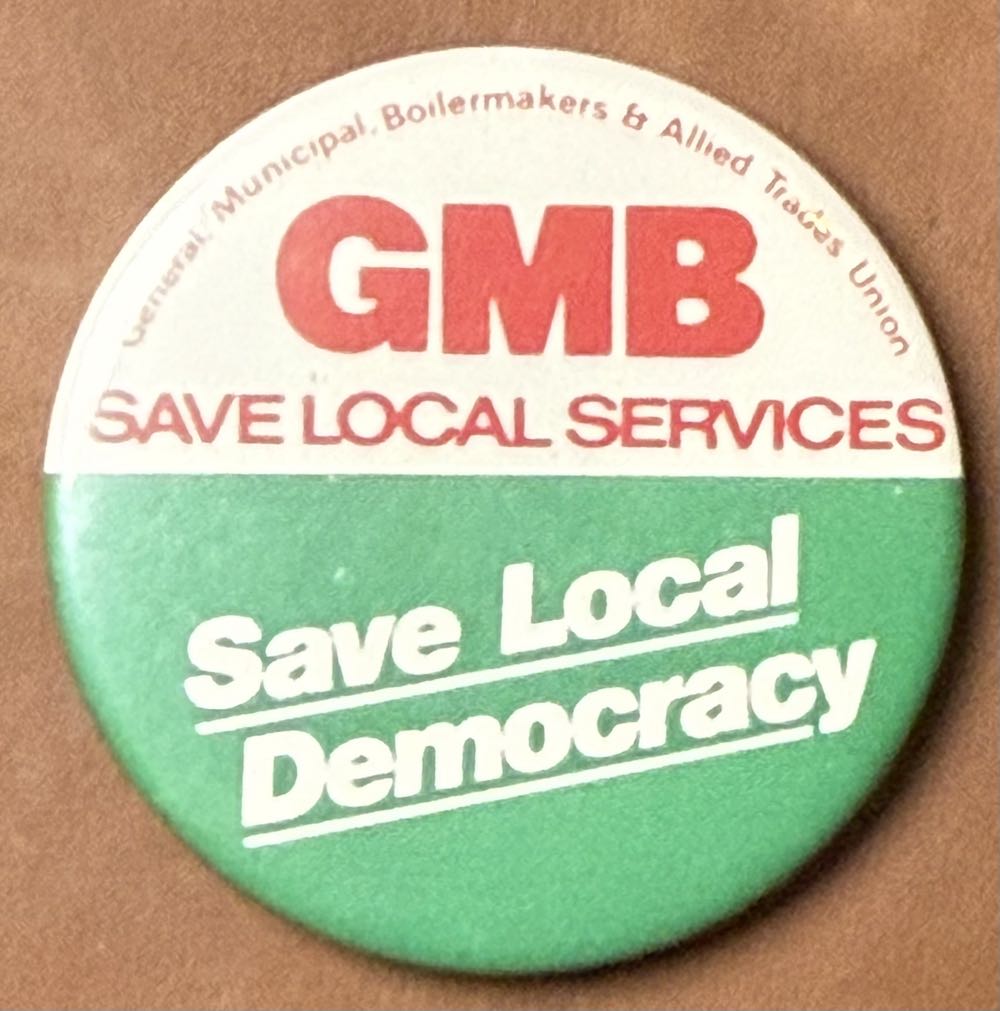 General, Municipal, Boilermakers & Allied Trades Union
GMB
SAVE LOCAL SERVICES
Save Local
Democracy